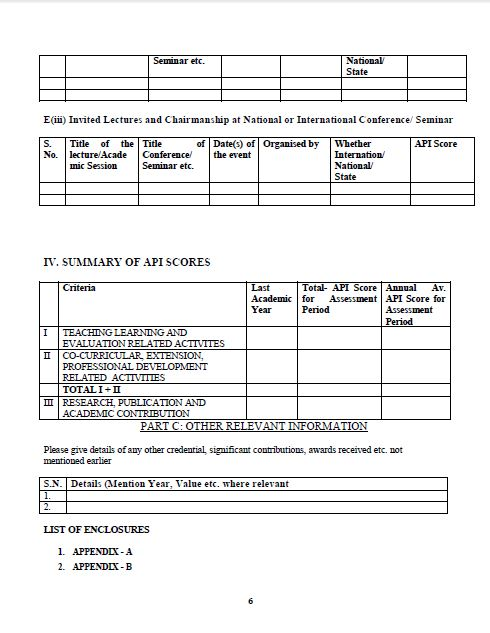 Seminar etc. National/
State
E(iii) Invited Lectures and Chairmanship at National or International Conference/ Seminar
S. Title of the Title of Date(s) of Organised by Whether API Score
No. lecture/Acade Conference/ the event Internation/
mic Session Seminar etc. National/
State
IV. SUMMARY OF API SCORES
Criteria Last Total- API Score Annual Av.
Academic for Assessment API Score for
Year Period Assessment
Period
I TEACHING LEARNING AND
EVALUATION RELATED ACTIVITES
II CO-CURRICULAR, EXTENSION,
PROFESSIONAL DEVELOPMENT
RELATED ACTIVITIES
TOTAL I + II
III RESEARCH, PUBLICATION AND
ACADEMIC CONTRIBUTION
PART C: OTHER RELEVANT INFORMATION
Please give details of any other credential, significant contributions, awards received etc. not
mentioned earlier
S.N. Details (Mention Year, Value etc. where relevant
1.
2.
LIST OF ENCLOSURES
1. APPENDIX - A
2. APPENDIX - B
6